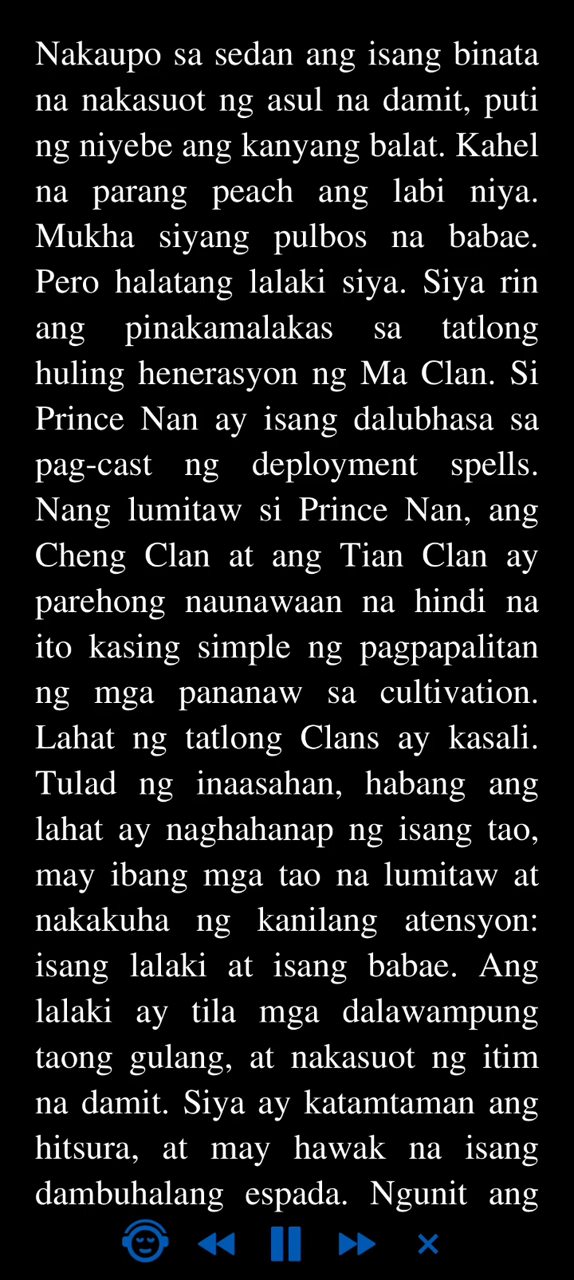 Nakaupo sa sedan ang isang binata
na nakasuot ng asul na damit, puti
ng niyebe ang kanyang balat. Kahel
na parang peach ang labi niya.
Mukha siyang pulbos na babae.
Pero halatang lalaki siya. Siya rin
ang pinakamalakas sa tatlong
huling henerasyon ng Ma Clan. Si
Prince Nan ay isang dalubhasa sa
pag-cast ng deployment spells.
Nang lumitaw si Prince Nan, ang
Cheng Clan at ang Tian Clan ay
parehong naunawaan na hindi na
ito kasing simple ng pagpapalitan
ng mga pananaw sa cultivation.
Lahat ng tatlong Clans ay kasali.
Tulad ng inaasahan, habang ang
lahat ay naghahanap ng isang tao,
may ibang mga tao na lumitaw at
nakakuha ng kanilang atensyon:
isang lalaki at isang babae. Ang
lalaki ay tila mga dalawampung
taong gulang, at nakasuot ng itim
na damit. Siya ay katamtaman ang
hitsura, at may hawak na isang
dambuhalang espada. Ngunit ang